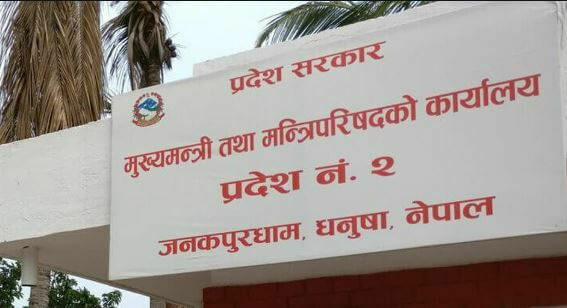 प्रदेश सरकार
मुख्यमन्त्री तथा मन्त्रिपरिषदको कार्यालय
प्रदेश नं. २
जनकपुरधाम, धनुषा, नेपाल